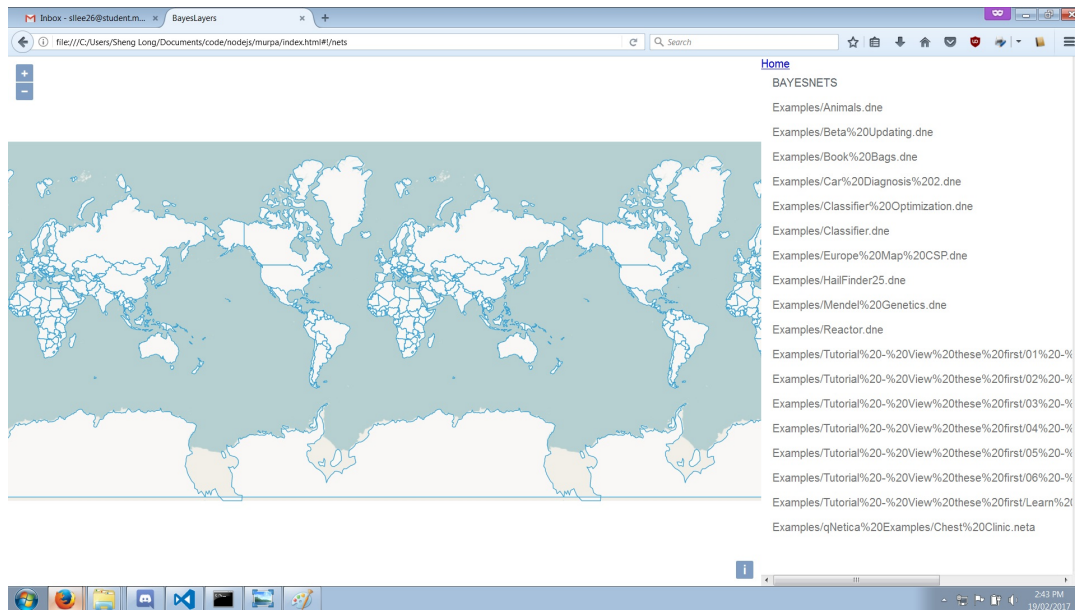 Inbox - sllee26@student.m...
BayesLayers
file:///C:/Users/Sheng Long/Documents/code/nodejs/murpa/index.html#!/nets
Search
+
−
Home
BAYESNETS
Examples/Animals.dne
Examples/Beta%20Updating.dne
Examples/Book%20Bags.dne
Examples/Car%20Diagnosis%202.dne
Examples/Classifier%20Optimization.dne
Examples/Classifier.dne
Examples/Europe%20Map%20CSP.dne
Examples/HailFinder25.dne
Examples/Mendel%20Genetics.dne
Examples/Reactor.dne
Examples/Tutorial%20-%20View%20these%20first/01%20-%
Examples/Tutorial%20-%20View%20these%20first/02%20-%
Examples/Tutorial%20-%20View%20these%20first/03%20-%
Examples/Tutorial%20-%20View%20these%20first/04%20-%
Examples/Tutorial%20-%20View%20these%20first/05%20-%
Examples/Tutorial%20-%20View%20these%20first/06%20-%
Examples/Tutorial%20-%20View%20these%20first/Learn%20
Examples/qNetica%20Examples/Chest%20Clinic.neta
i
2:43 PM
19/02/2017